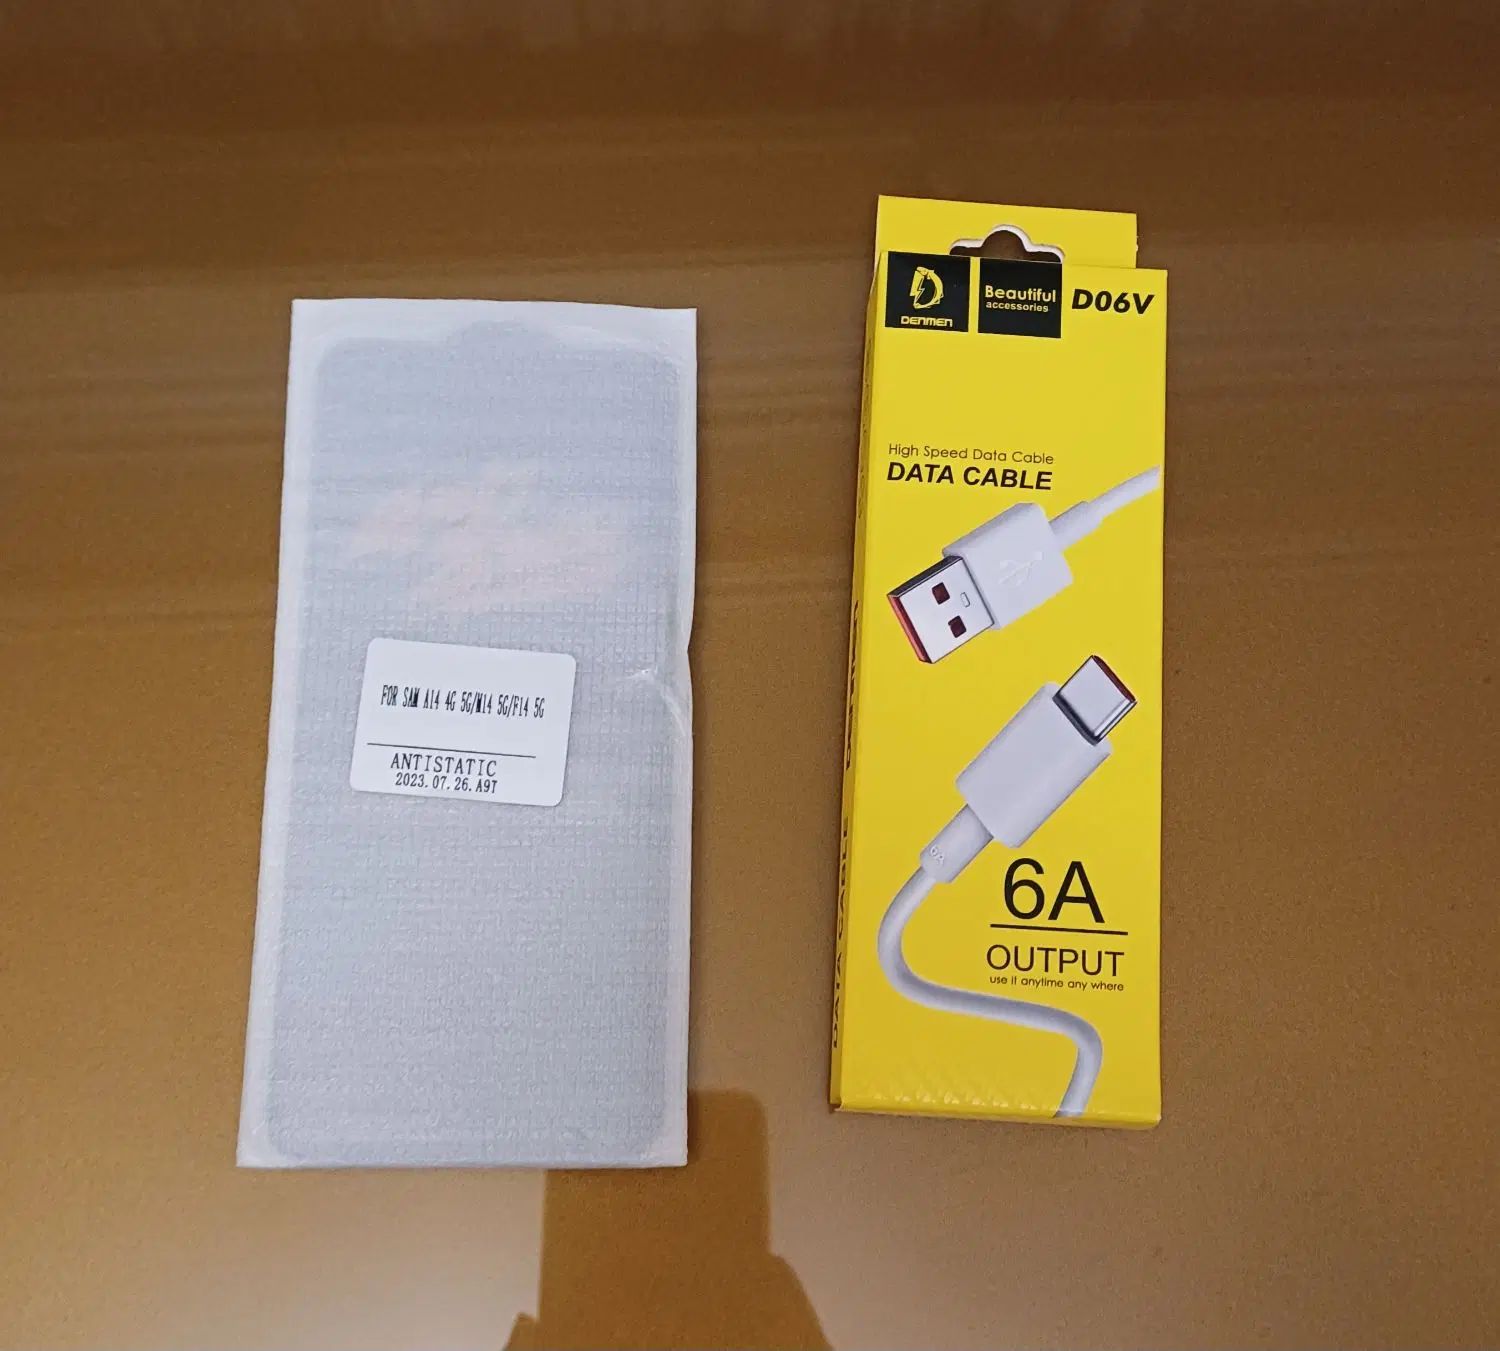 FOR SAM A14 4G 5G/M14 5G/F14 5G
ANTISTATIC
2023.07.26.A9T
DENMEN
Beautiful
accessories
D06V
High Speed Data Cable
DATA CABLE
6A
6A
OUTPUT
use it anytime any where
DATA CABLE